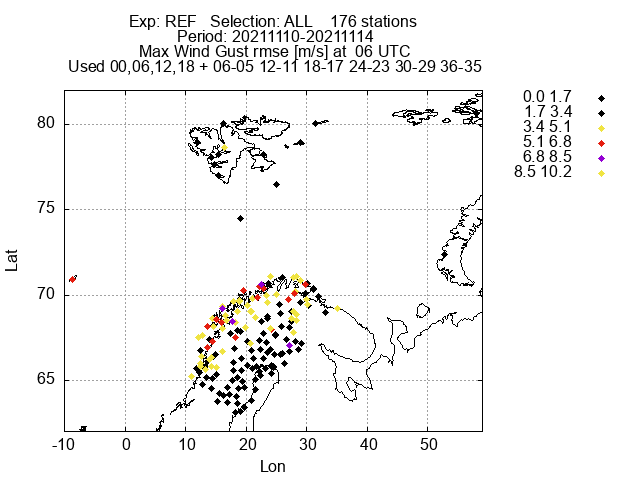 Exp: REF Selection: ALL 176 stations
Period: 20211110-20211114
Max Wind Gust rmse [m/s] at 06 UTC
Used 00,06,12,18 + 06-05 12-11 18-17 24-23 30-29 36-35
0.0 1.7
1.7 3.4
3.4 5.1
5.1 6.8
6.8 8.5
8.5 10.2
80
75
70
65
Lat
-10 0 10 20 30 40 50
Lon